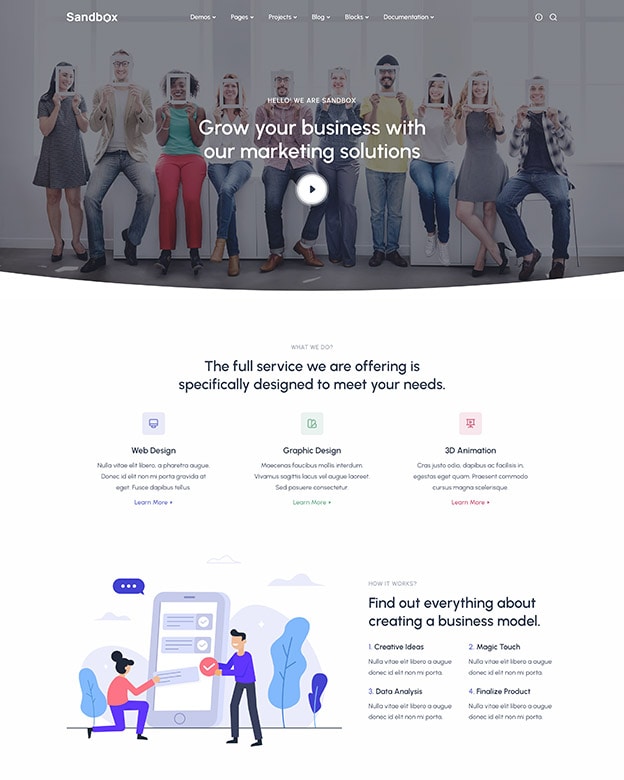 Sandbox
Demos Pages Projects Blog Blocks Documentation
HELLO! WE ARE SANDBOX
Grow your business with
our marketing solutions
WHAT WE DO?
The full service we are offering is
specifically designed to meet your needs.
Web Design
Nulla vitae elit libero, a pharetra augue.
Donec id elit non mi porta gravida at
eget. Fusce dapibus tellus.
Learn More
Graphic Design
Maecenas faucibus mollis interdum.
Vivamus sagittis lacus vel augue laoreet.
Sed posuere consectetur.
Learn More
3D Animation
Cras justo odio, dapibus ac facilisis in,
egestas eget quam. Praesent commodo
cursus magna scelerisque.
Learn More
HOW IT WORKS?
Find out everything about
creating a business model.
1. Creative Ideas
Nulla vitae elit libero a augue
donec id elit non mi porta.
2. Magic Touch
Nulla vitae elit libero a augue
donec id elit non mi porta.
3. Data Analysis
Nulla vitae elit libero a augue
donec id elit non mi porta.
4. Finalize Product
Nulla vitae elit libero a augue
donec id elit non mi porta.